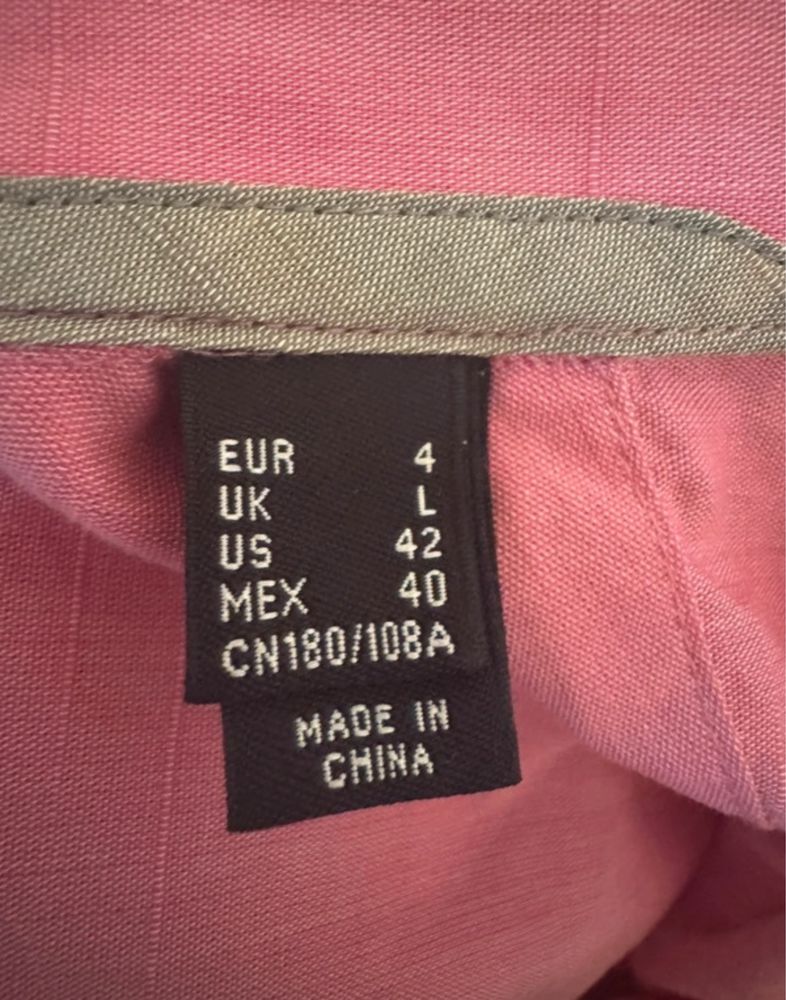 EUR 4
UK L
US 42
MEX 40
CN180/108A
MADE IN
CHINA